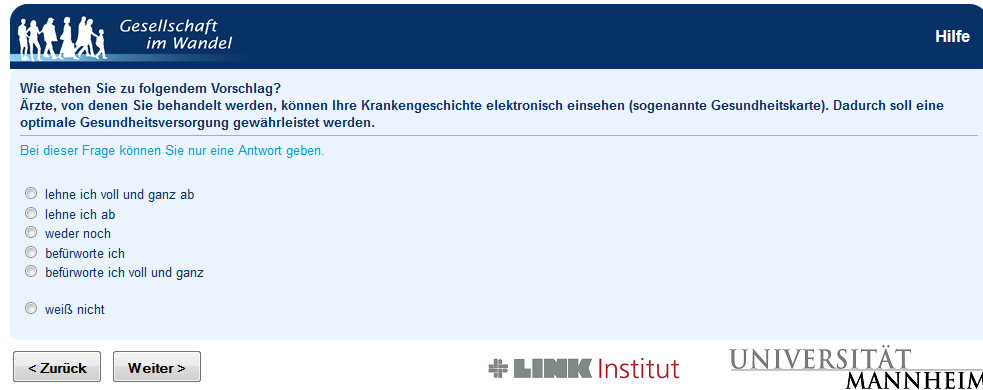 Gesellschaft
im Wandel
Hilfe
Wie stehen Sie zu folgendem Vorschlag?
Ärzte, von denen Sie behandelt werden, können Ihre Krankengeschichte elektronisch einsehen (sogenannte Gesundheitskarte). Dadurch soll eine
optimale Gesundheitsversorgung gewährleistet werden.
Bei dieser Frage können Sie nur eine Antwort geben.
lehne ich voll und ganz ab
lehne ich ab
weder noch
befürworte ich
befürworte ich voll und ganz
weiß nicht
< Zurück
Weiter >
LINK Institut
UNIVERSITÄT
MANNHEIM